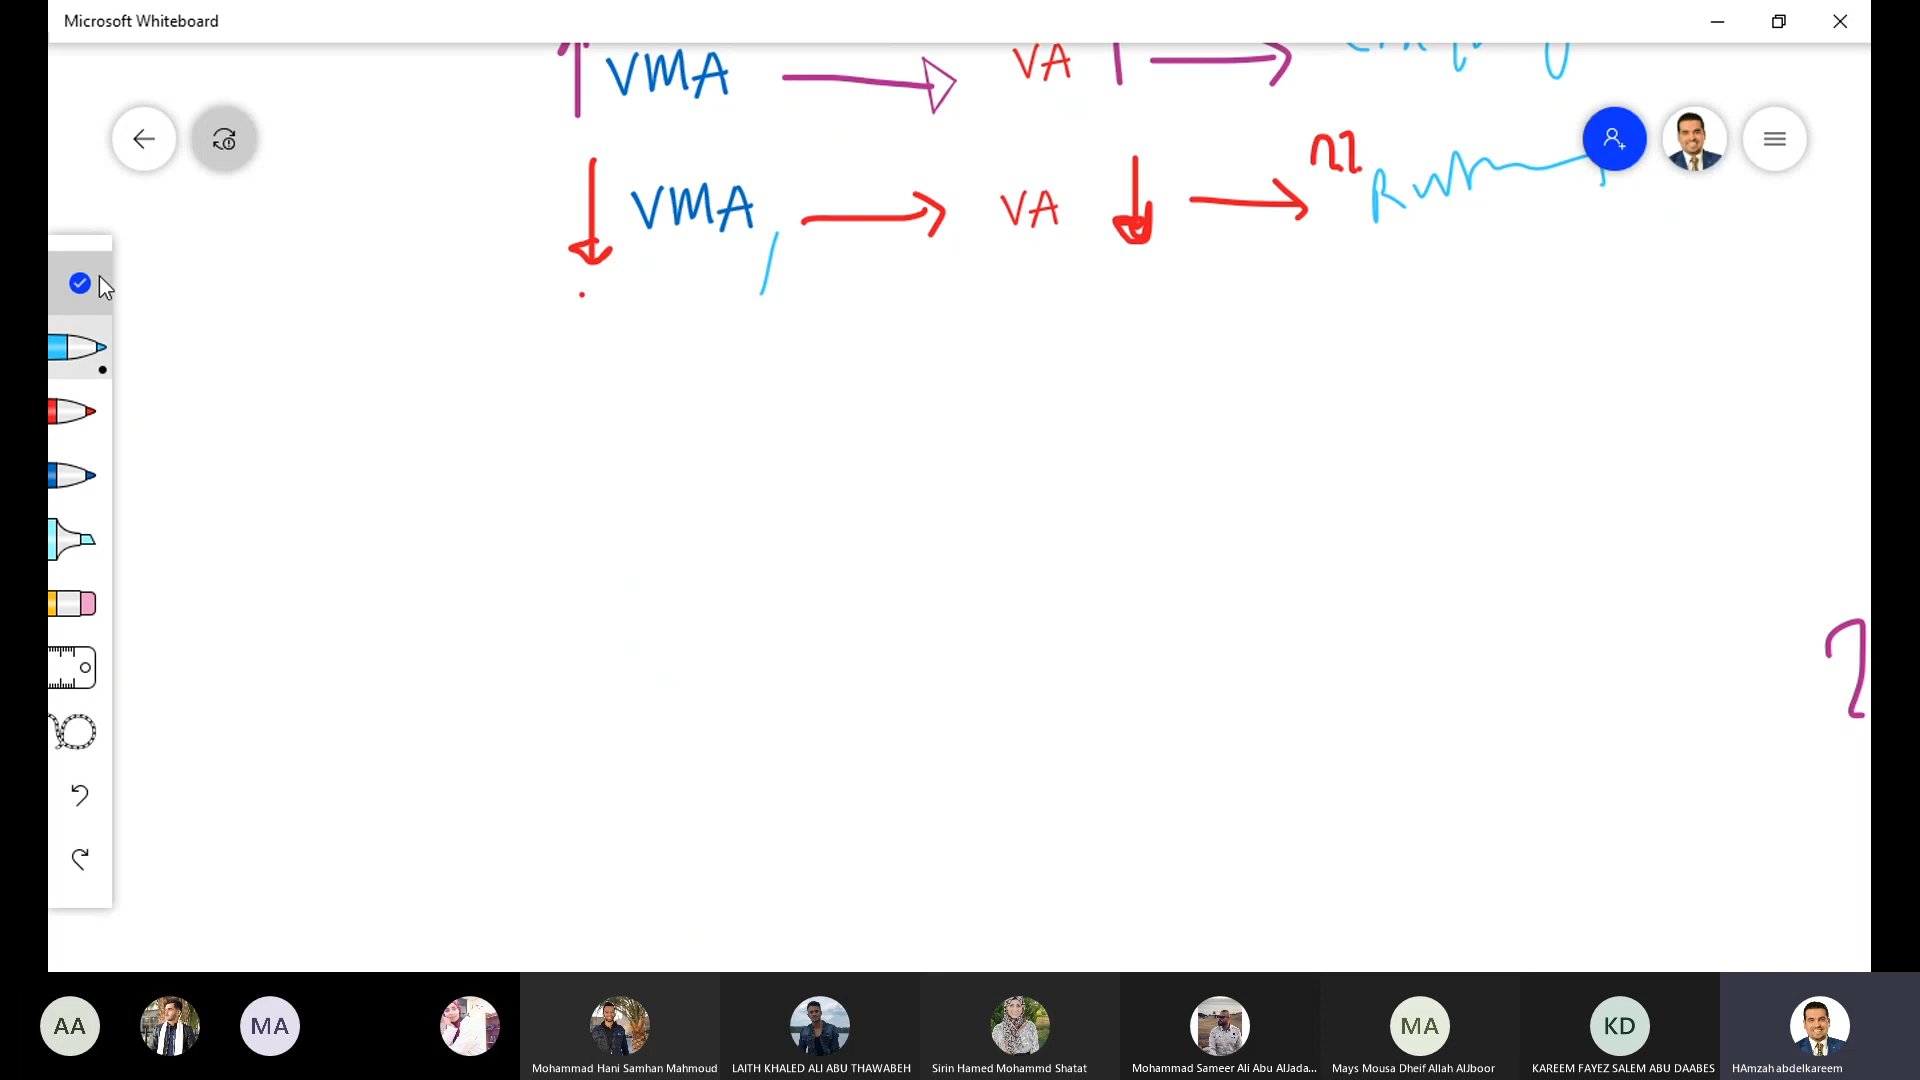 Microsoft Whiteboard
VMA VA
VMA VA
AA
MA
MA
KD
Mohammad Hani Samhan Mahmoud
LAITH KHALED ALI ABU THAWABEH
Sirin Hamed Mohammd Shatat
Mohammad Sameer Ali Abu AlJada...
Mays Mousa Dheif Allah AlJboor
KAREEM FAYEZ SALEM ABU DAABES
HAmzah abdelkareem